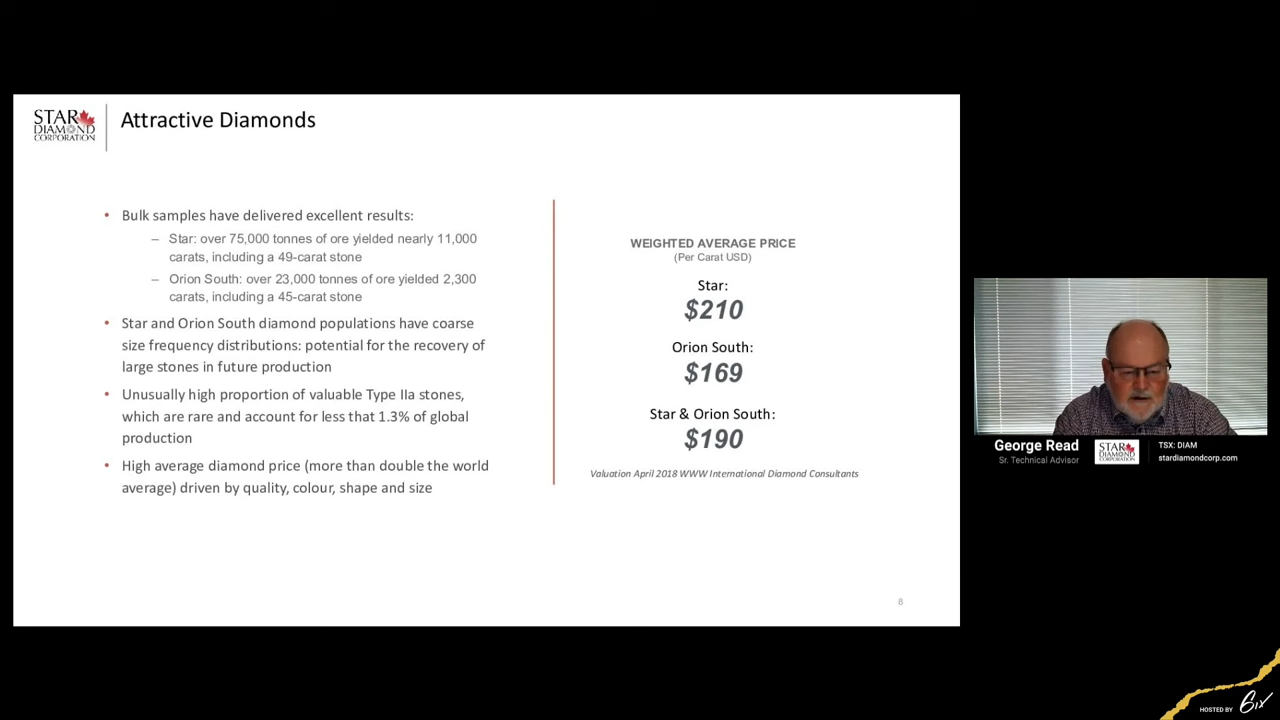 STAR
DIAMOND
CORPORATION
Attractive Diamonds
• Bulk samples have delivered excellent results:
– Star: over 75,000 tonnes of ore yielded nearly 11,000
carats, including a 49-carat stone
– Orion South: over 23,000 tonnes of ore yielded 2,300
carats, including a 45-carat stone
• Star and Orion South diamond populations have coarse
size frequency distributions: potential for the recovery of
large stones in future production
• Unusually high proportion of valuable Type IIa stones,
which are rare and account for less that 1.3% of global
production
• High average diamond price (more than double the world
average) driven by quality, colour, shape and size
WEIGHTED AVERAGE PRICE
(Per Carat USD)
Star:
$210
Orion South:
$169
Star & Orion South:
$190
Valuation April 2018 WWW International Diamond Consultants
8
George Read
Sr. Technical Advisor
STAR
DIAMOND
CORPORATION
TSX: DIAM
stardiamondcorp.com
HOSTED BY 6ix